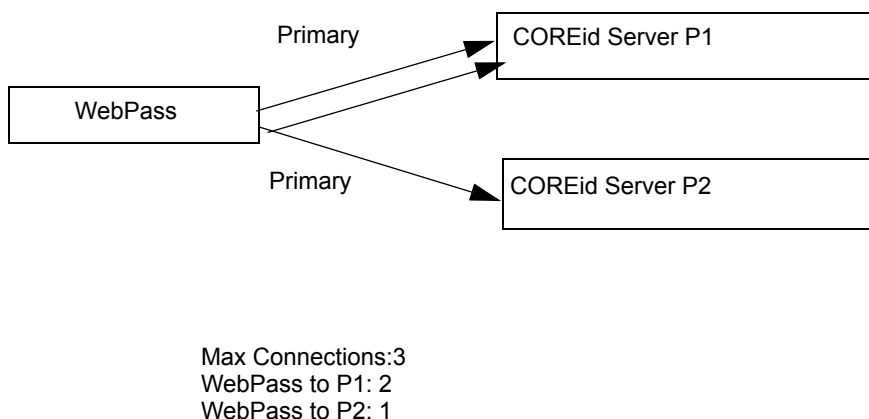 Primary
COREid Server P1
WebPass
Primary
COREid Server P2
Max Connections:3
WebPass to P1: 2
WebPass to P2: 1